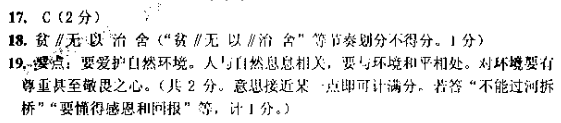 17. C(2分)
18. 贫∥无 以 治 舍(“贫∥无 以∥治 舍”等节奏划分不得分。1分)
19. 要点：要爱护自然环境。人与自然息息相关，要与环境和平相处。对环境要有
尊重甚至敬畏之心。(共2分。意思接近某一点即可计满分。若答“不能过河拆
桥”“要懂得感恩和回报”等，计1分。)